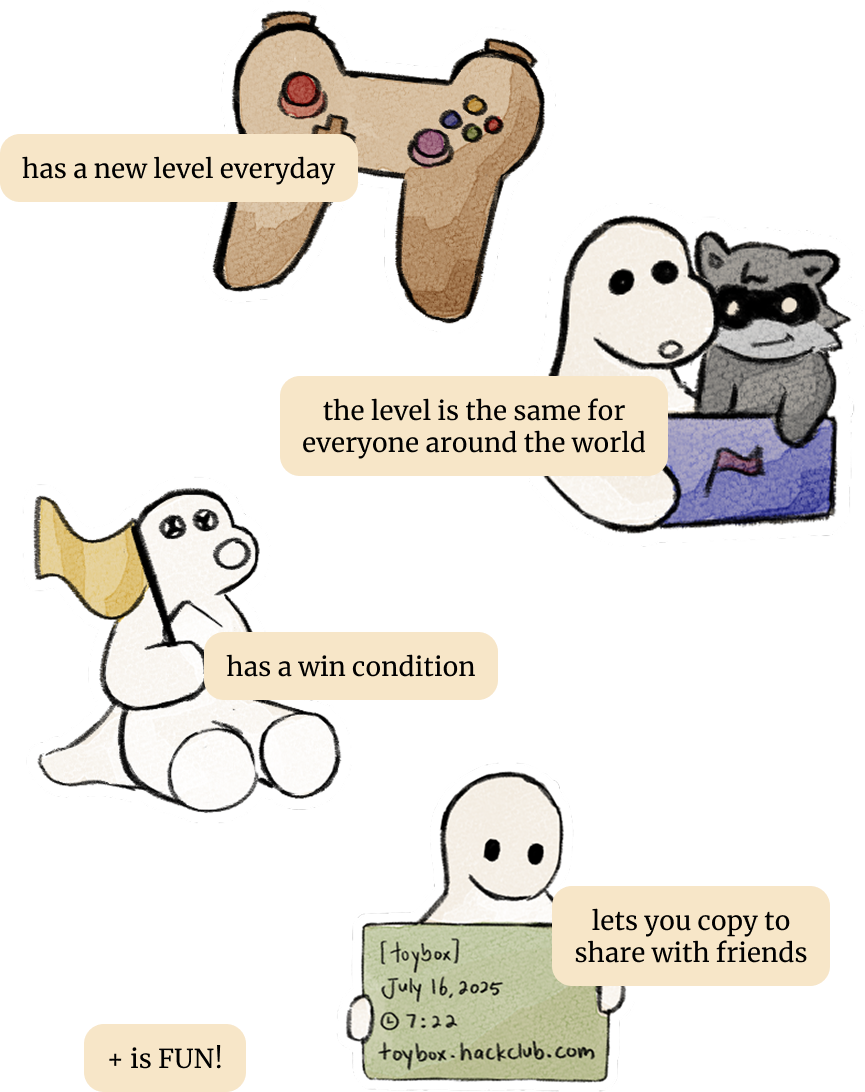 has a new level everyday
the level is the same for
everyone around the world
has a win condition
lets you copy to
share with friends
[toybox]
July 16, 2025
7:22
toybox.hackclub.com
+ is FUN!